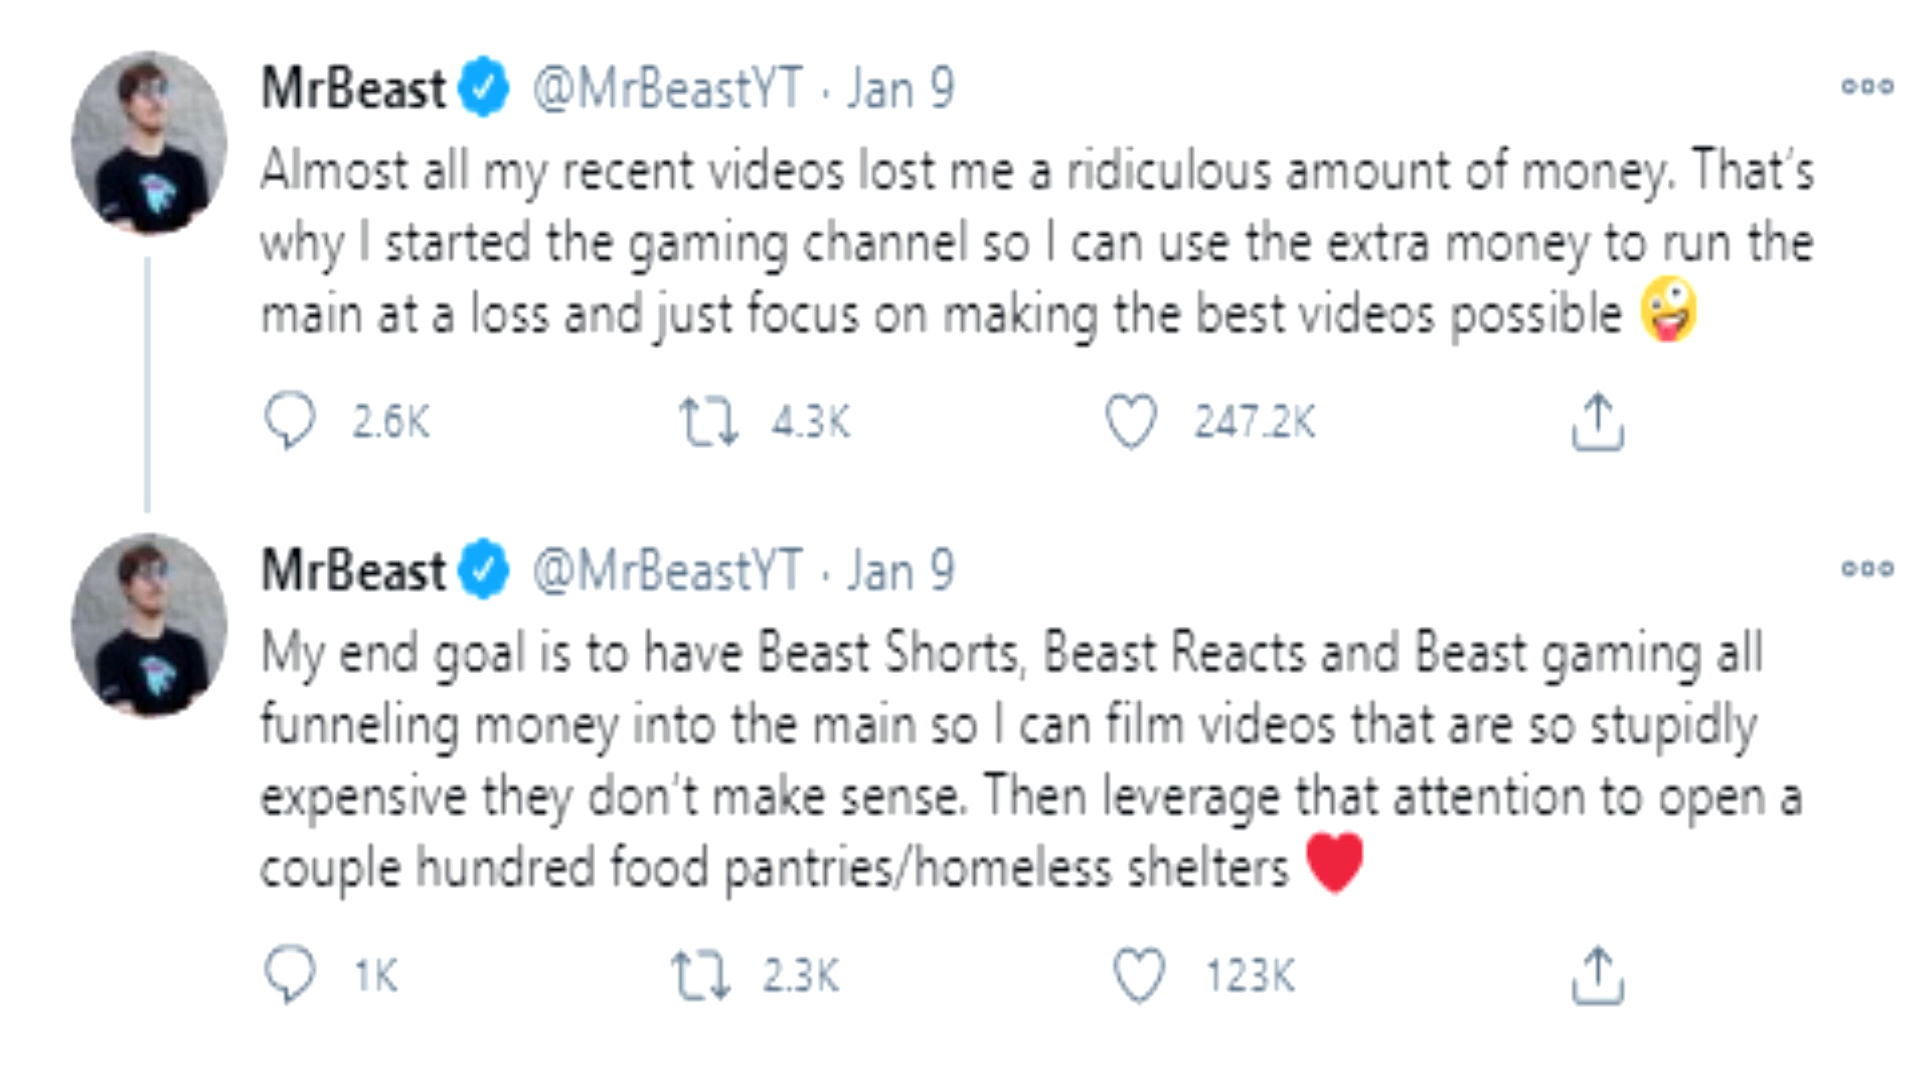 MrBeast @MrBeastYT · Jan 9
Almost all my recent videos lost me a ridiculous amount of money. That's
why I started the gaming channel so I can use the extra money to run the
main at a loss and just focus on making the best videos possible 🤪
2.6K 4.3K 247.2K
MrBeast @MrBeastYT · Jan 9
My end goal is to have Beast Shorts, Beast Reacts and Beast gaming all
funneling money into the main so I can film videos that are so stupidly
expensive they don't make sense. Then leverage that attention to open a
couple hundred food pantries/homeless shelters ❤️
1K 2.3K 123K